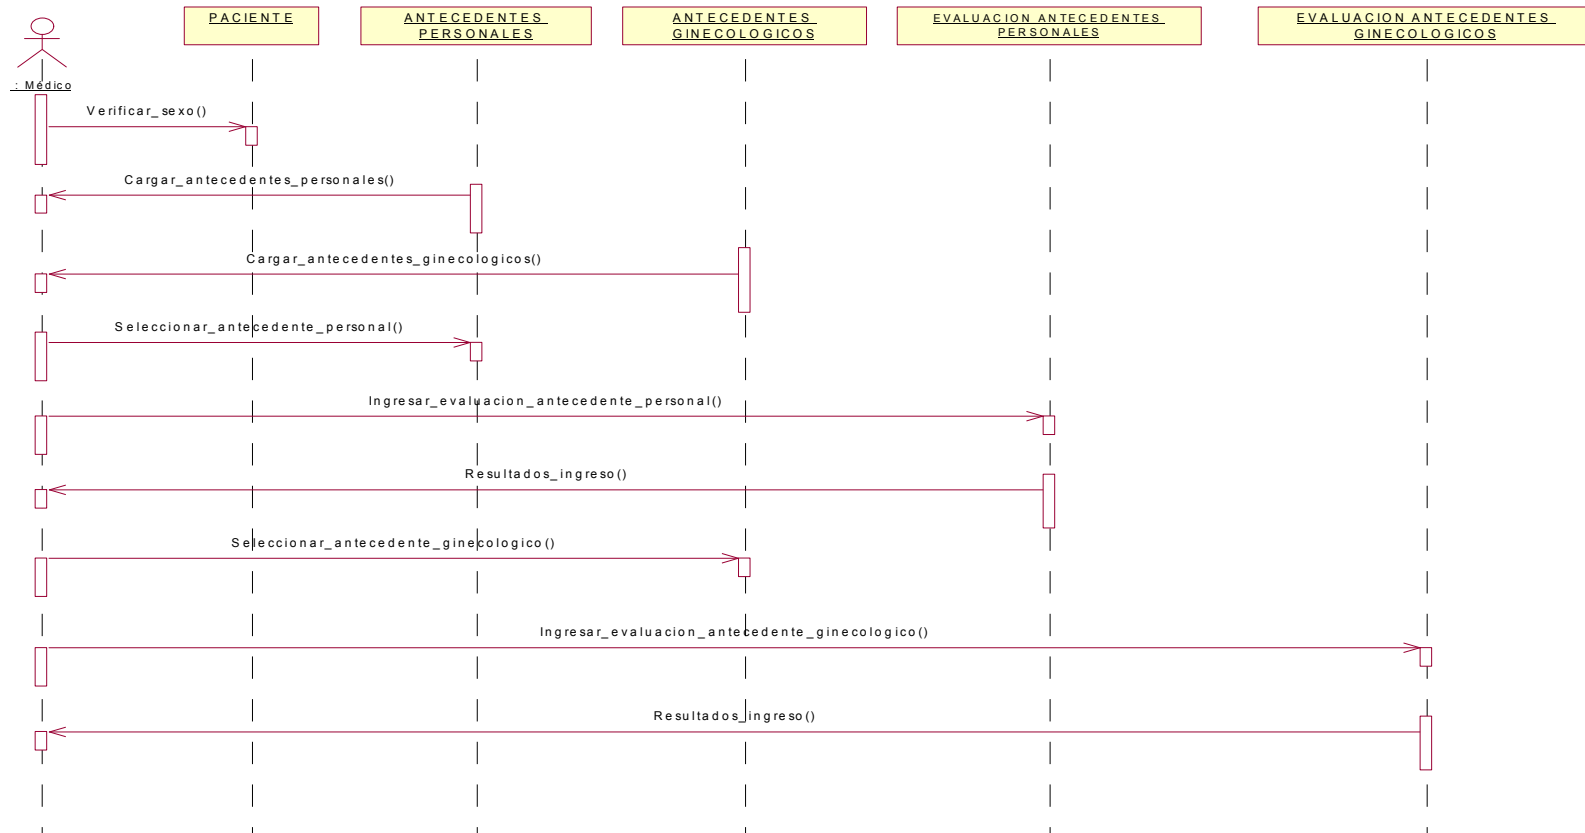 PACIENTE
ANTECEDENTES
PERSONALES
ANTECEDENTES
GINECOLOGICOS
EVALUACION ANTECEDENTES
PERSONALES
EVALUACION ANTECEDENTES
GINECOLOGICOS
: Médico
Verificar_sexo()
Cargar_antecedentes_personales()
Cargar_antecedentes_ginecologicos()
Seleccionar_antecedente_personal()
Ingresar_evaluacion_antecedente_personal()
Resultados_ingreso()
Seleccionar_antecedente_ginecologico()
Ingresar_evaluacion_antecedente_ginecologico()
Resultados_ingreso()